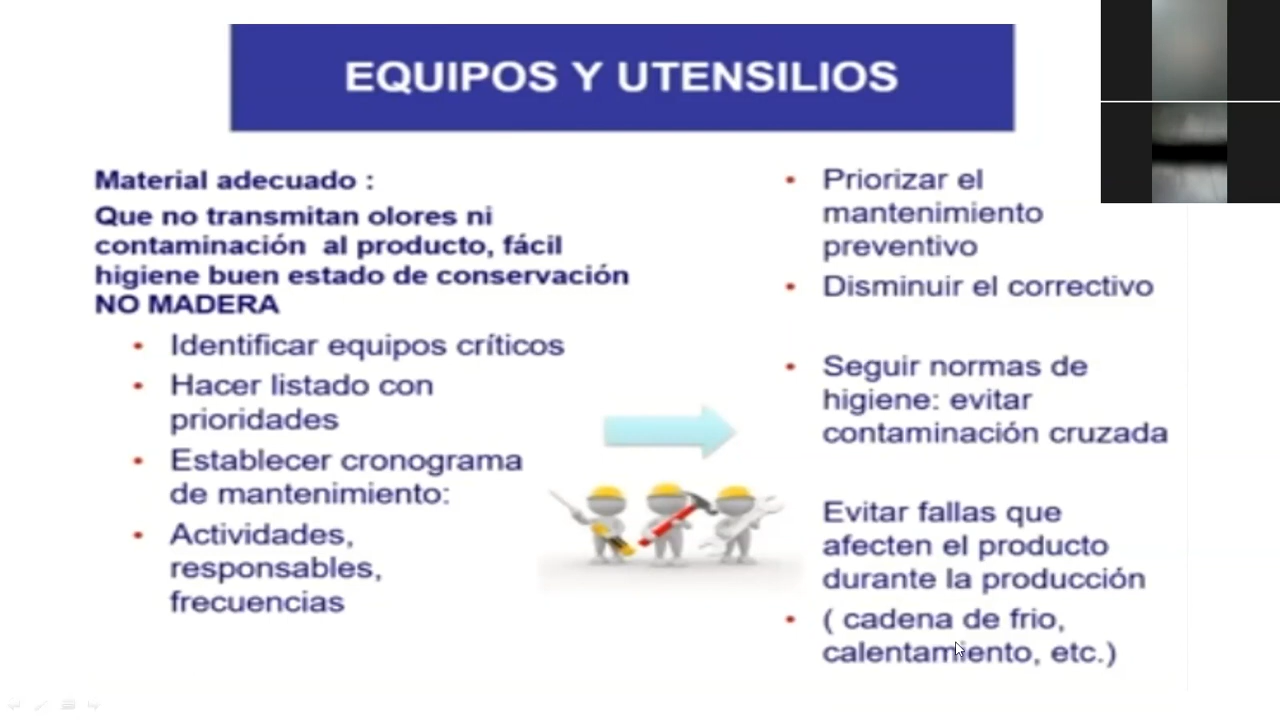 EQUIPOS Y UTENSILIOS
Material adecuado :
Que no transmitan olores ni
contaminación al producto, fácil
higiene buen estado de conservación
NO MADERA
• Identificar equipos críticos
• Hacer listado con
prioridades
• Establecer cronograma
de mantenimiento:
• Actividades,
responsables,
frecuencias
• Priorizar el
mantenimiento
preventivo
• Disminuir el correctivo
• Seguir normas de
higiene: evitar
contaminación cruzada
Evitar fallas que
afecten el producto
durante la producción
• ( cadena de frio,
calentamiento, etc.)